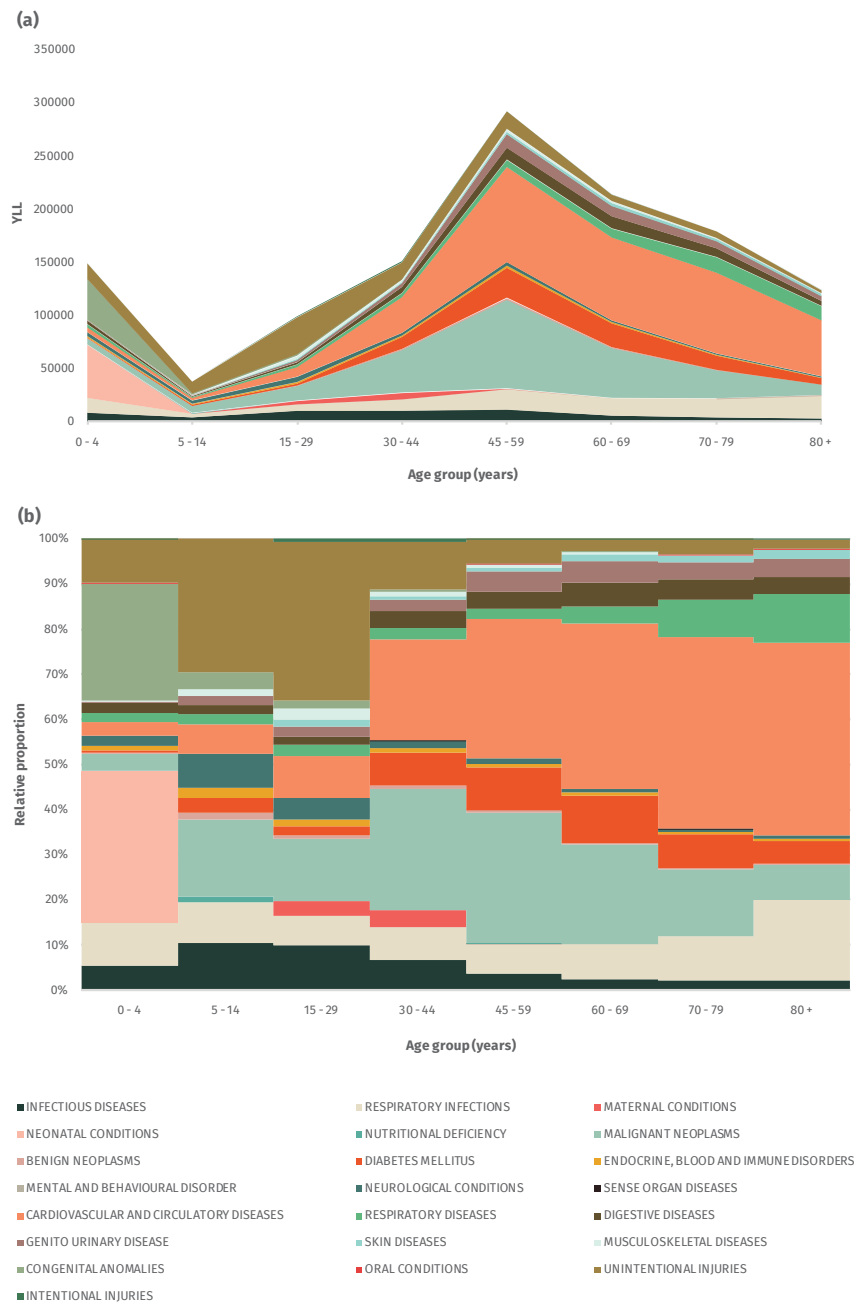 (a)
350000
300000
250000
200000
150000
100000
50000
0
YLL
0 - 4
5 - 14
15 - 29
30 - 44
45 - 59
60 - 69
70 - 79
80 +
Age group (years)
(b)
100%
90%
80%
70%
60%
50%
40%
30%
20%
10%
0%
Relative proportion
0 - 4
5 - 14
15 - 29
30 - 44
45 - 59
60 - 69
70 - 79
80 +
Age group (years)
INFECTIOUS DISEASES
RESPIRATORY INFECTIONS
MATERNAL CONDITIONS
NEONATAL CONDITIONS
NUTRITIONAL DEFICIENCY
MALIGNANT NEOPLASMS
BENIGN NEOPLASMS
DIABETES MELLITUS
ENDOCRINE, BLOOD AND IMMUNE DISORDERS
MENTAL AND BEHAVIOURAL DISORDER
NEUROLOGICAL CONDITIONS
SENSE ORGAN DISEASES
CARDIOVASCULAR AND CIRCULATORY DISEASES
RESPIRATORY DISEASES
DIGESTIVE DISEASES
GENITO URINARY DISEASE
SKIN DISEASES
MUSCULOSKELETAL DISEASES
CONGENITAL ANOMALIES
ORAL CONDITIONS
UNINTENTIONAL INJURIES
INTENTIONAL INJURIES